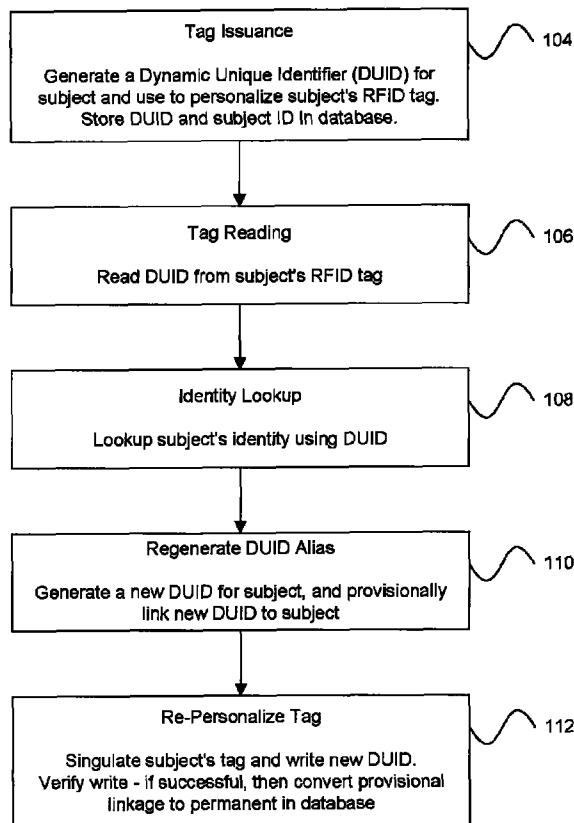 Tag Issuance
104
Generate a Dynamic Unique Identifier (DUID) for
subject and use to personalize subject's RFID tag.
Store DUID and subject ID in database.
Tag Reading
106
Read DUID from subject's RFID tag
Identity Lookup
108
Lookup subject's identity using DUID
Regenerate DUID Alias
110
Generate a new DUID for subject, and provisionally
link new DUID to subject
Re-Personalize Tag
112
Singulate subject's tag and write new DUID.
Verify write - if successful, then convert provisional
linkage to permanent in database